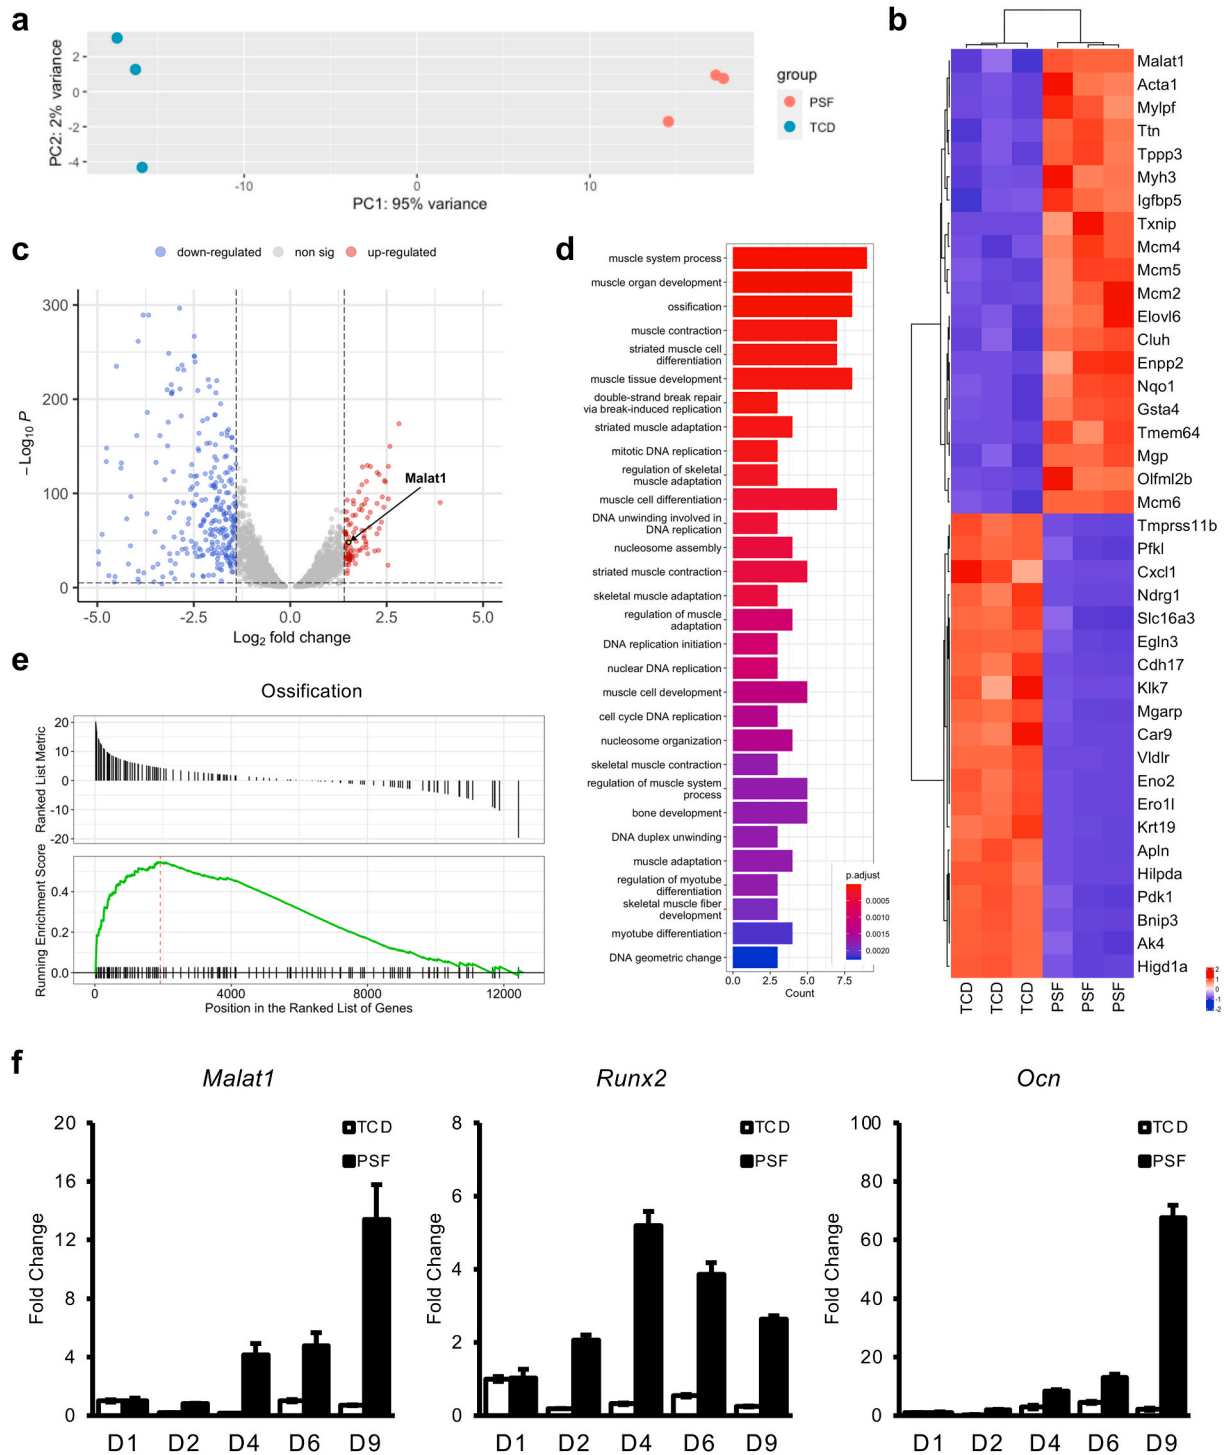 a
2
0
-2
-4
PC2: 2% variance
-10
0
10
PC1: 95% variance
group
PSF
TCD
b
Malat1
Acta1
Mylpf
Ttn
Tppp3
Myh3
Igfbp5
Txnip
Mcm4
Mcm5
Mcm2
Elovl6
Cluh
Enpp2
Nqo1
Gsta4
Tmem64
Mgp
Olfml2b
Mcm6
Tmprss11b
Pfkl
Cxcl1
Ndrg1
Slc16a3
Egln3
Cdh17
Klk7
Mgarp
Car9
Vldlr
Eno2
Ero1l
Krt19
Apln
Hilpda
Pdk1
Bnip3
Ak4
Higd1a
TCD
TCD
TCD
PSF
PSF
PSF
2
1
0
-1
-2
c
down-regulated
non sig
up-regulated
300
200
100
0
−Log10 P
Malat1
-5.0
-2.5
0.0
2.5
5.0
Log2 fold change
d
muscle system process
muscle organ development
ossification
muscle contraction
striated muscle cell
differentiation
muscle tissue development
double-strand break repair
via break-induced replication
striated muscle adaptation
mitotic DNA replication
regulation of skeletal
muscle adaptation
muscle cell differentiation
DNA unwinding involved in
DNA replication
nucleosome assembly
striated muscle contraction
skeletal muscle adaptation
regulation of muscle
adaptation
DNA replication initiation
nuclear DNA replication
muscle cell development
cell cycle DNA replication
nucleosome organization
skeletal muscle contraction
regulation of muscle system
process
bone development
DNA duplex unwinding
muscle adaptation
regulation of myotube
differentiation
skeletal muscle fiber
development
myotube differentiation
DNA geometric change
0.0
2.5
5.0
7.5
Count
p.adjust
0.0005
0.0010
0.0015
0.0020
e
Ossification
20
10
0
-10
-20
Ranked List Metric
0.4
0.2
0.0
Running Enrichment Score
0
4000
8000
12000
Position in the Ranked List of Genes
f
Malat1
20
16
12
8
4
0
Fold Change
TCD
PSF
D1 D2 D4 D6 D9
Runx2
8
6
4
2
0
Fold Change
TCD
PSF
D1 D2 D4 D6 D9
Ocn
100
80
60
40
20
0
Fold Change
TCD
PSF
D1 D2 D4 D6 D9